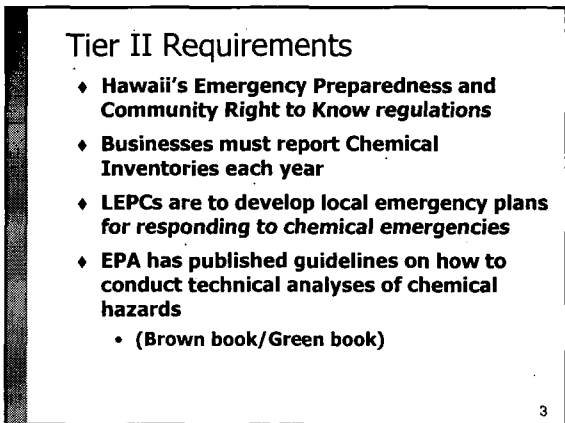 Tier II Requirements
♦ Hawaii's Emergency Preparedness and
Community Right to Know regulations
♦ Businesses must report Chemical
Inventories each year
♦ LEPCs are to develop local emergency plans
for responding to chemical emergencies
♦ EPA has published guidelines on how to
conduct technical analyses of chemical
hazards
• (Brown book/Green book)
3